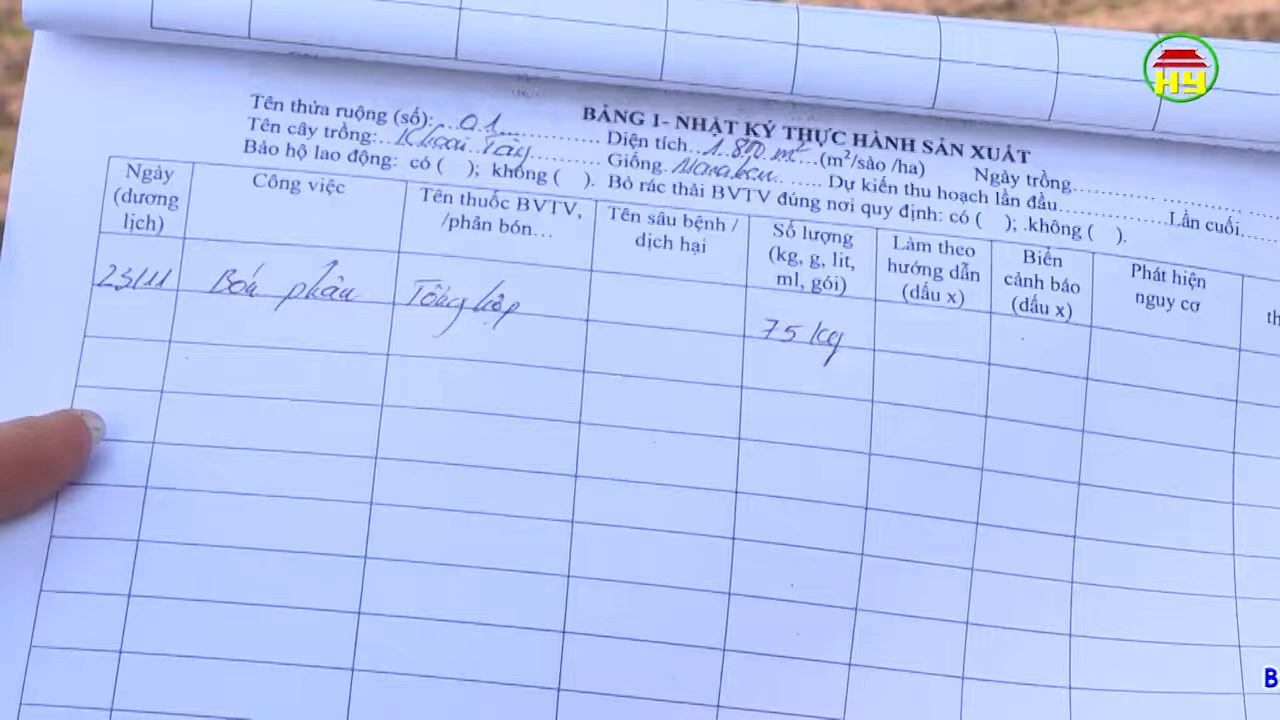 HY
BẢNG 1- NHẬT KÝ THỰC HÀNH SẢN XUẤT
Tên thửa ruộng (số): 01 Diện tích 1.800 m² (m²/sào /ha) Ngày trồng
Tên cây trồng: Khoai Tây Giống Dự kiến thu hoạch lần đầu Lần cuối
Bảo hộ lao động: có ( ); không ( ). Bỏ rác thải BVTV đúng nơi quy định: có ( ); không ( ).
Ngày (dương lịch)
Công việc
Tên thuốc BVTV, /phân bón…
Tên sâu bệnh / dịch hại
Số lượng (kg, g, lit, ml, gói)
Làm theo hướng dẫn (dấu x)
Biển cảnh báo (dấu x)
Phát hiện nguy cơ
23/11 Bón phân Tổng hợp 75 kg